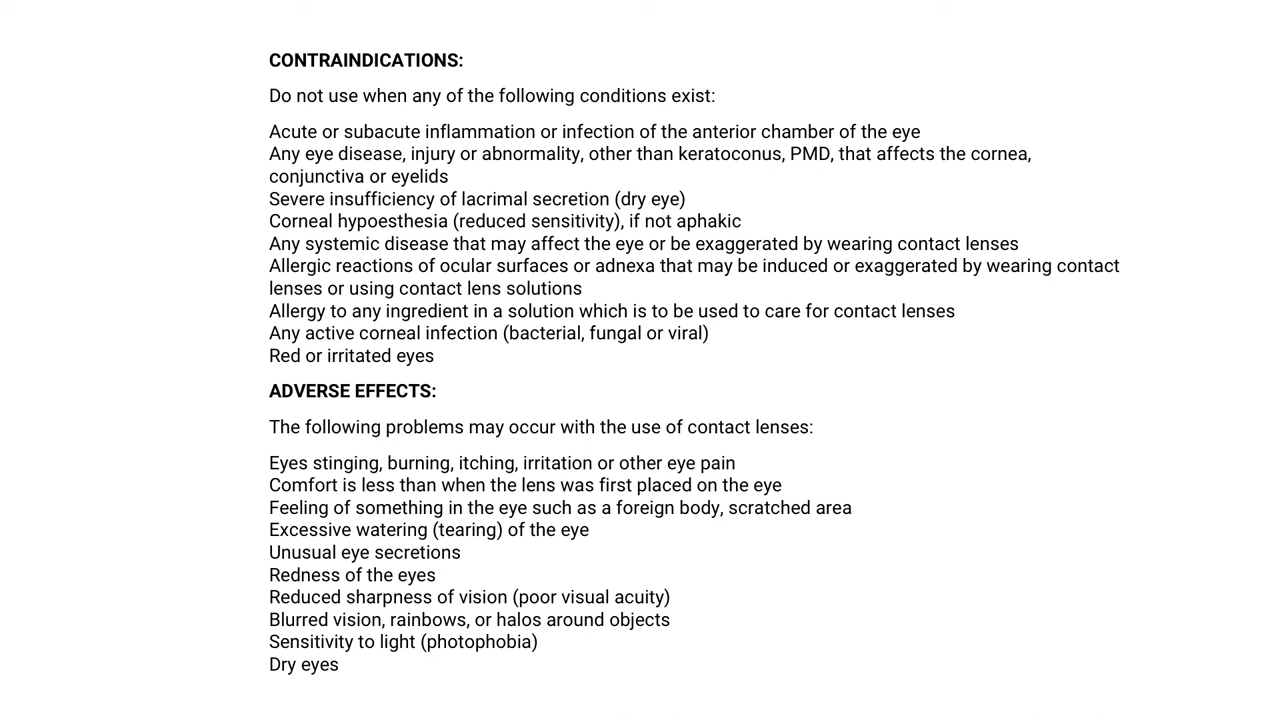 CONTRAINDICATIONS:
Do not use when any of the following conditions exist:
Acute or subacute inflammation or infection of the anterior chamber of the eye
Any eye disease, injury or abnormality, other than keratoconus, PMD, that affects the cornea,
conjunctiva or eyelids
Severe insufficiency of lacrimal secretion (dry eye)
Corneal hypoesthesia (reduced sensitivity), if not aphakic
Any systemic disease that may affect the eye or be exaggerated by wearing contact lenses
Allergic reactions of ocular surfaces or adnexa that may be induced or exaggerated by wearing contact
lenses or using contact lens solutions
Allergy to any ingredient in a solution which is to be used to care for contact lenses
Any active corneal infection (bacterial, fungal or viral)
Red or irritated eyes
ADVERSE EFFECTS:
The following problems may occur with the use of contact lenses:
Eyes stinging, burning, itching, irritation or other eye pain
Comfort is less than when the lens was first placed on the eye
Feeling of something in the eye such as a foreign body, scratched area
Excessive watering (tearing) of the eye
Unusual eye secretions
Redness of the eyes
Reduced sharpness of vision (poor visual acuity)
Blurred vision, rainbows, or halos around objects
Sensitivity to light (photophobia)
Dry eyes